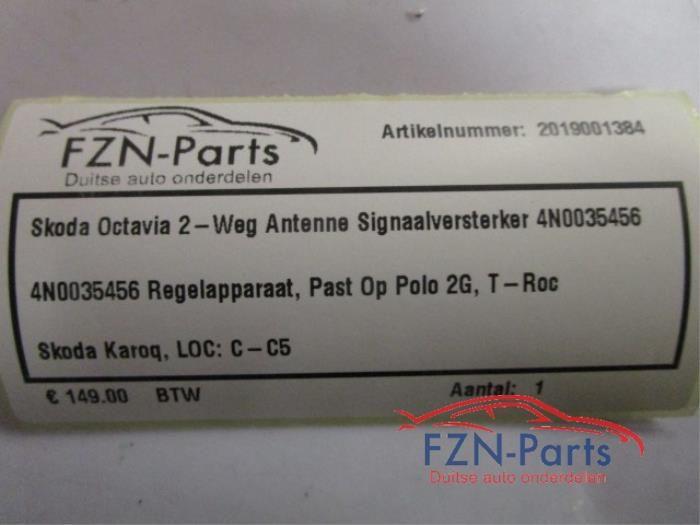 FZN-Parts
Duitse auto onderdelen
Artikelnummer: 2019001384
Skoda Octavia 2-Weg Antenne Signaalversterker 4N0035456
4N0035456 Regelapparaat, Past Op Polo 2G, T-Roc
Skoda Karoq, LOC: C-C5
€ 149.00 BTW
Aantal: 1
FZN-Parts
Duitse auto onderdelen